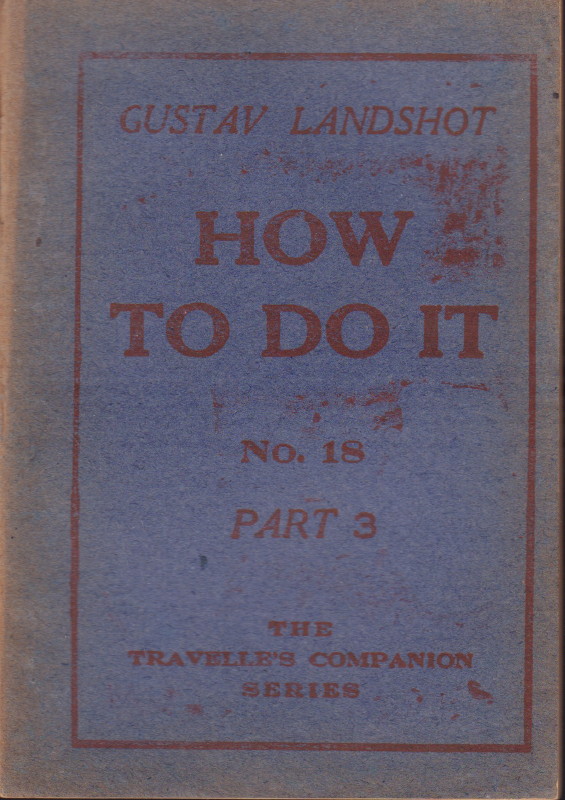 GUSTAV LANDSHOT
HOW
TO DO IT
No. 18
PART 3
THE
TRAVELLE'S COMPANION
SERIES